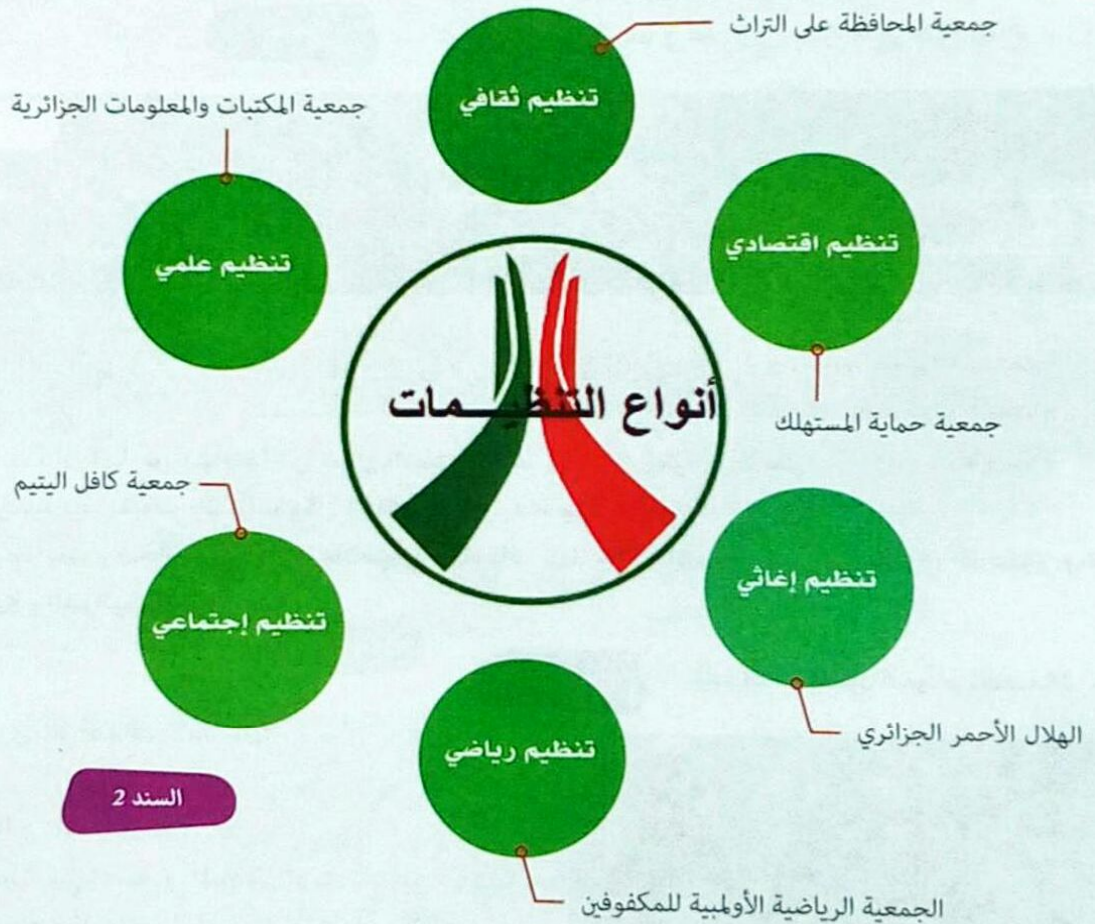 جمعية المحافظة على التراث
تنظيم ثقافي
جمعية المكتبات والمعلومات الجزائرية
تنظيم علمي
تنظيم اقتصادي
جمعية حماية المستهلك
أنواع التنظيمات
جمعية كافل اليتيم
تنظيم إجتماعي
تنظيم إغاثي
الهلال الأحمر الجزائري
تنظيم رياضي
الجمعية الرياضية الأولمبية للمكفوفين
السند 2